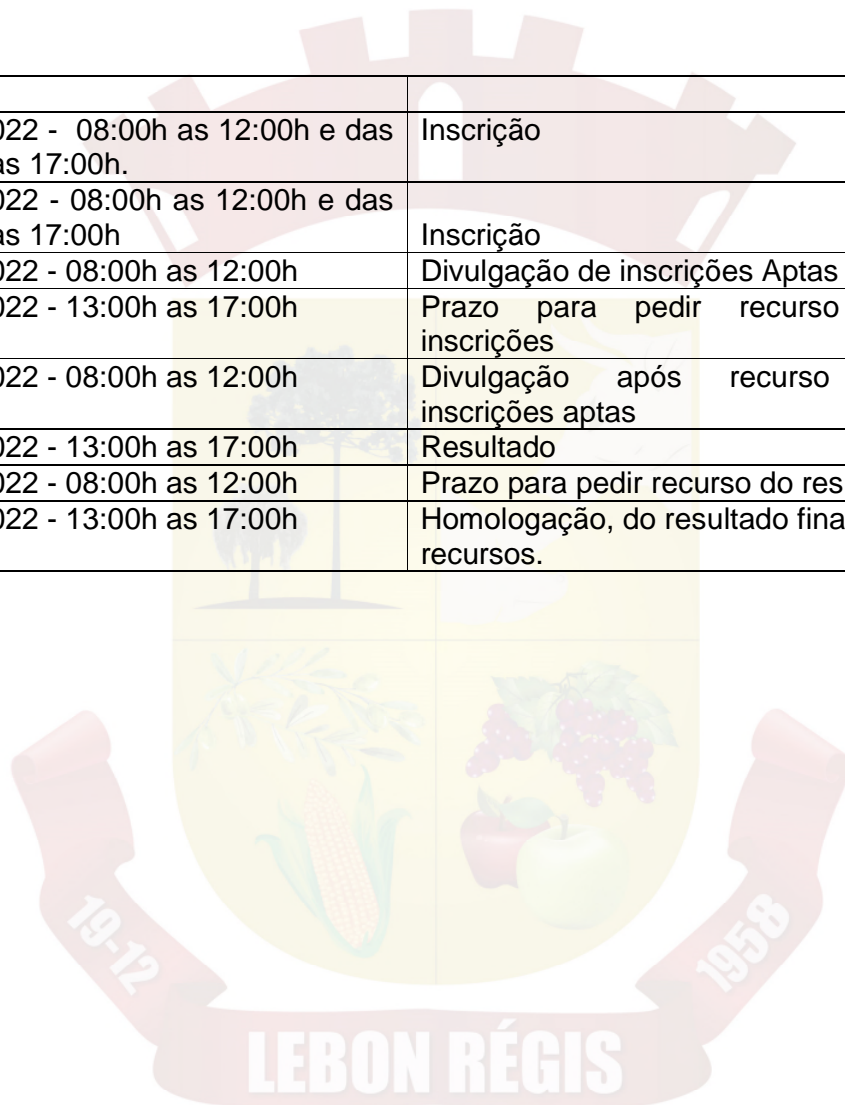 022 - 08:00h as 12:00h e das
as 17:00h.
Inscrição
022 - 08:00h as 12:00h e das
as 17:00h
Inscrição
022 - 08:00h as 12:00h
Divulgação de inscrições Aptas
022 - 13:00h as 17:00h
Prazo para pedir recurso
inscrições
022 - 08:00h as 12:00h
Divulgação após recurso
inscrições aptas
022 - 13:00h as 17:00h
Resultado
022 - 08:00h as 12:00h
Prazo para pedir recurso do res
022 - 13:00h as 17:00h
Homologação, do resultado fina
recursos.
19-12
1958
LEBON RÉGIS